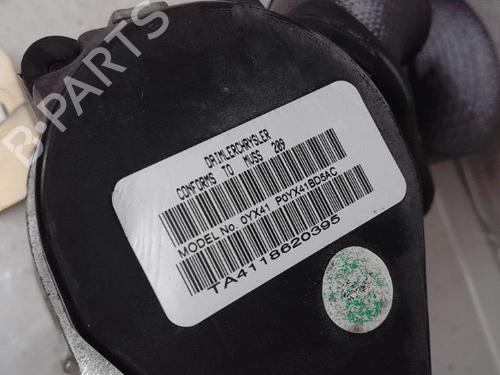 B-PARTS
DAIMLERCHRYSLER
CONFORMS TO MVSS 209
MODEL No. 0YX41 P0YX41BD5AC
TA4118620395